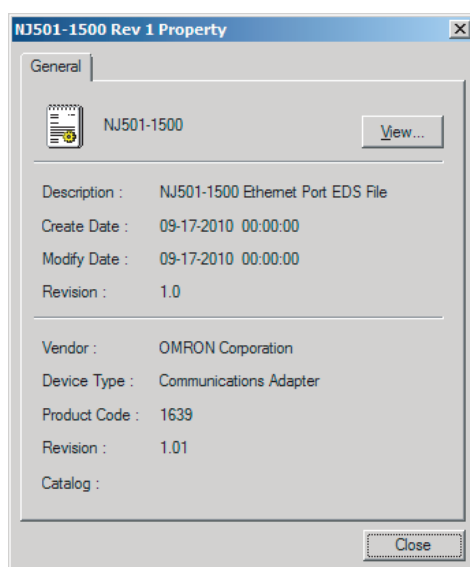 NJ501-1500 Rev 1 Property
General
NJ501-1500
View...
Description : NJ501-1500 Ethernet Port EDS File
Create Date : 09-17-2010 00:00:00
Modify Date : 09-17-2010 00:00:00
Revision : 1.0
Vendor : OMRON Corporation
Device Type : Communications Adapter
Product Code : 1639
Revision : 1.01
Catalog :
Close